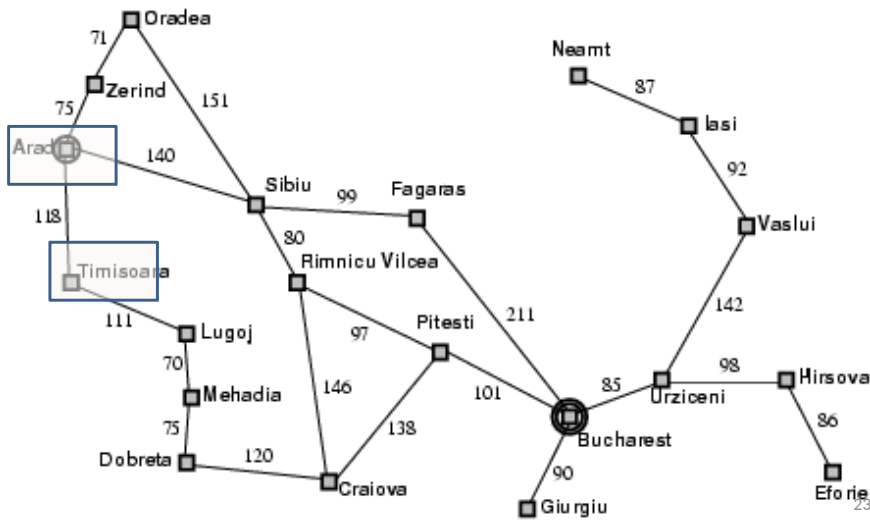 Oradea
71
Neamt
Zerind
87
151
75
Iasi
Arad
140
92
Sibiu
Fagaras
99
118
Vaslui
80
Timisoara
Rimnicu Vilcea
142
111
97
Pitesti
211
Lugoj
70
98
Hirsova
146
85
Mehadia
101
Urziceni
75
138
86
Bucharest
Dobreta
120
90
Craiova
Eforie
23
Giurgiu